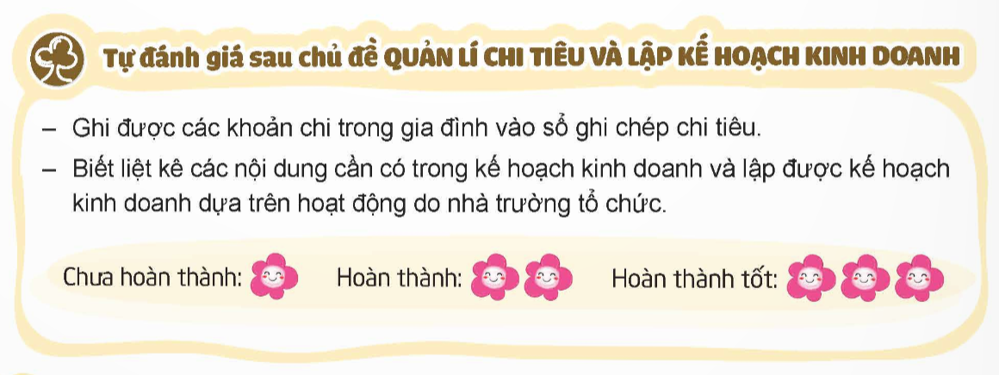 Tự đánh giá sau chủ đề QUẢN LÍ CHI TIÊU VÀ LẬP KẾ HOẠCH KINH DOANH
– Ghi được các khoản chi trong gia đình vào sổ ghi chép chi tiêu.
– Biết liệt kê các nội dung cần có trong kế hoạch kinh doanh và lập được kế hoạch
kinh doanh dựa trên hoạt động do nhà trường tổ chức.
Chưa hoàn thành: Hoàn thành: Hoàn thành tốt: